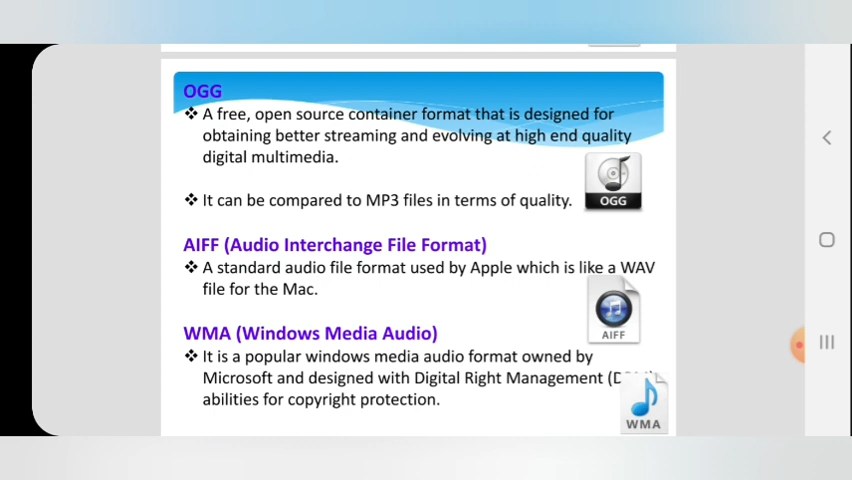 OGG
❖ A free, open source container format that is designed for
obtaining better streaming and evolving at high end quality
digital multimedia.
❖ It can be compared to MP3 files in terms of quality.
OGG
AIFF (Audio Interchange File Format)
❖ A standard audio file format used by Apple which is like a WAV
file for the Mac.
AIFF
WMA (Windows Media Audio)
❖ It is a popular windows media audio format owned by
Microsoft and designed with Digital Right Management
abilities for copyright protection.
WMA